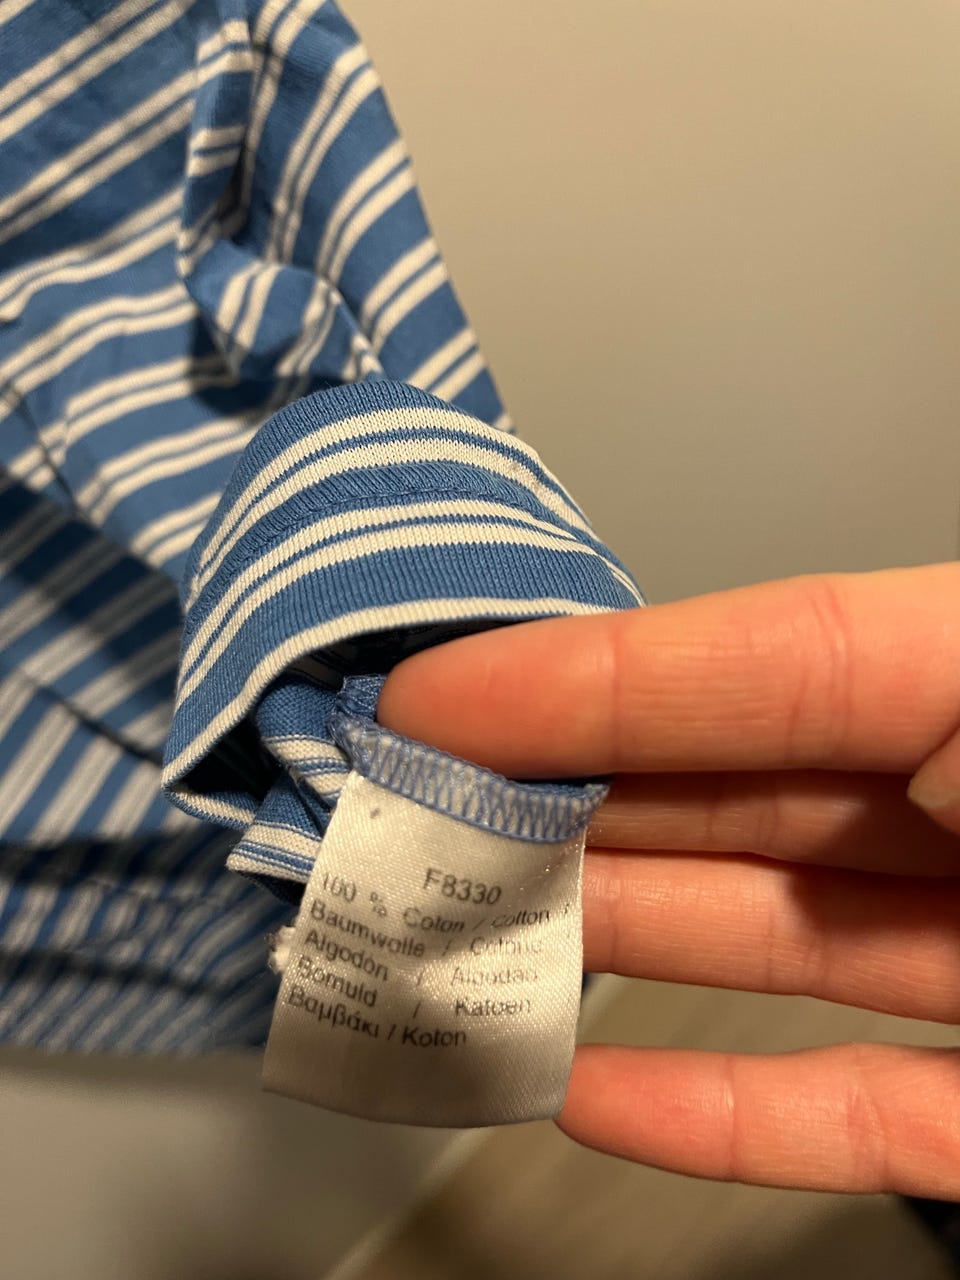 F8330
100 % Coton / cotton /
Baumwolle / Cotone
Algodón / Algodão
Bomuld / Katoen
Βαμβάκι / Koton